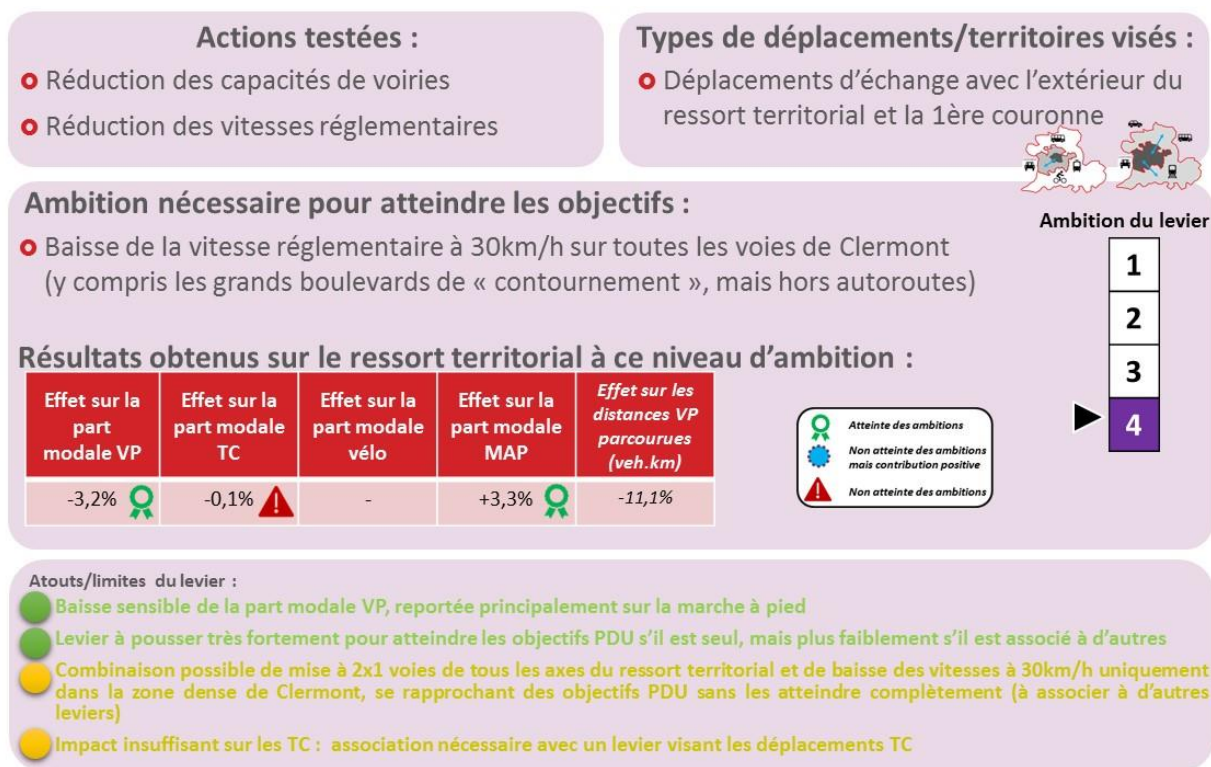 Actions testées :
Réduction des capacités de voiries
Réduction des vitesses réglementaires
Types de déplacements/territoires visés :
Déplacements d'échange avec l'extérieur du
ressort territorial et la 1ère couronne
Ambition nécessaire pour atteindre les objectifs :
Baisse de la vitesse réglementaire à 30km/h sur toutes les voies de Clermont
(y compris les grands boulevards de « contournement », mais hors autoroutes)
Ambition du levier
1
2
3
4
Résultats obtenus sur le ressort territorial à ce niveau d'ambition :
Effet sur la
part
modale VP
Effet sur la
part modale
TC
Effet sur la
part modale
vélo
Effet sur la
part modale
MAP
Effet sur les
distances VP
parcourues
(veh.km)
-3,2%
-0,1%
-
+3,3%
-11,1%
Atteinte des ambitions
Non atteinte des ambitions
mais contribution positive
Non atteinte des ambitions
Atouts/limites du levier :
Baisse sensible de la part modale VP, reportée principalement sur la marche à pied
Levier à pousser très fortement pour atteindre les objectifs PDU s'il est seul, mais plus faiblement s'il est associé à d'autres
Combinaison possible de mise à 2x1 voies de tous les axes du ressort territorial et de baisse des vitesses à 30km/h uniquement
dans la zone dense de Clermont, se rapprochant des objectifs PDU sans les atteindre complètement (à associer à d'autres
leviers)
Impact insuffisant sur les TC : association nécessaire avec un levier visant les déplacements TC